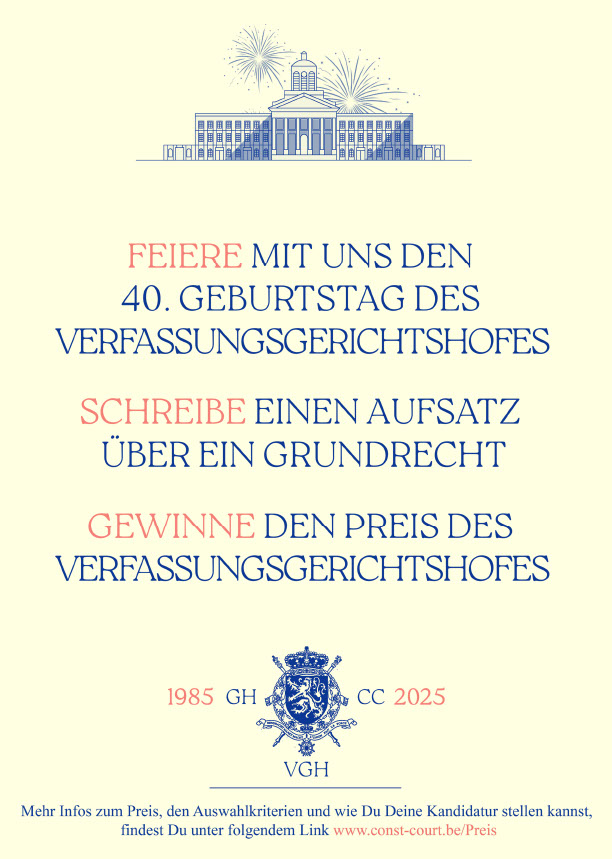 FEIERE MIT UNS DEN
40. GEBURTSTAG DES
VERFASSUNGSGERICHTSHOFES
SCHREIBE EINEN AUFSATZ
ÜBER EIN GRUNDRECHT
GEWINNE DEN PREIS DES
VERFASSUNGSGERICHTSHOFES
1985 GH CC 2025
VGH
Mehr Infos zum Preis, den Auswahlkriterien und wie Du Deine Kandidatur stellen kannst,
findest Du unter folgendem Link www.const-court.be/Preis